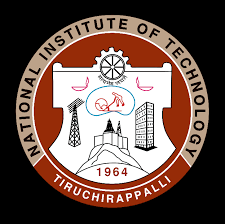 NATIONAL INSTITUTE OF TECHNOLOGY
1964
TIRUCHIRAPPALLI